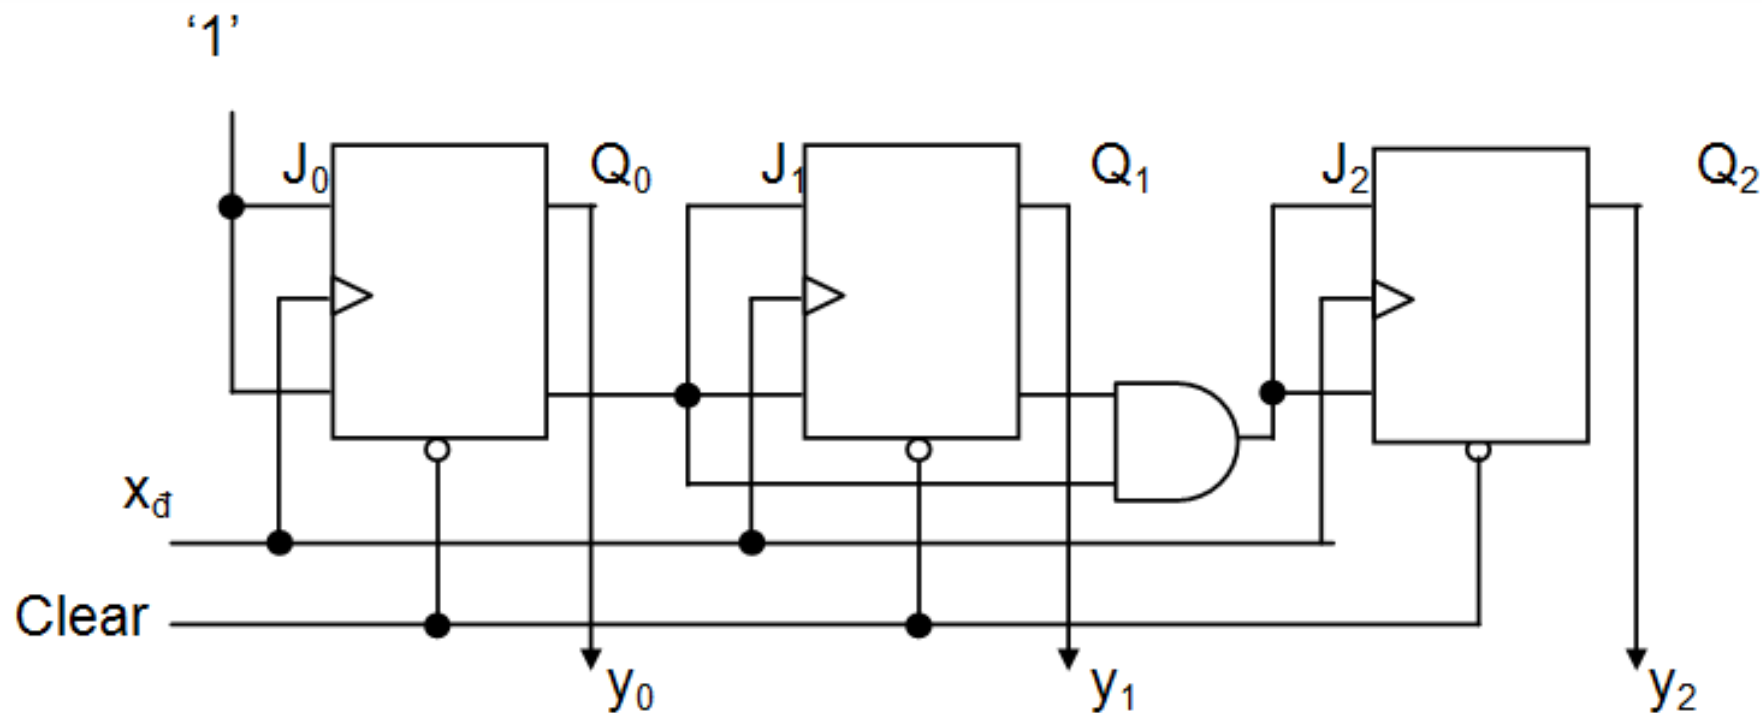 ‘1’
J₀ Q₀ J₁ Q₁ J₂ Q₂
xđ
Clear
y₀ y₁ y₂